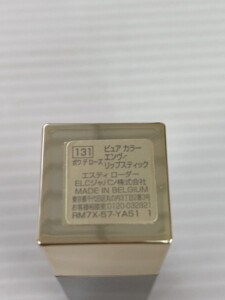 131 ピュア カラー
ボワ ド ローズ エンヴィ
リップスティック
エスティ ローダー
ELCジャパン株式会社
MADE IN BELGIUM
RM7X-57-YA51 1